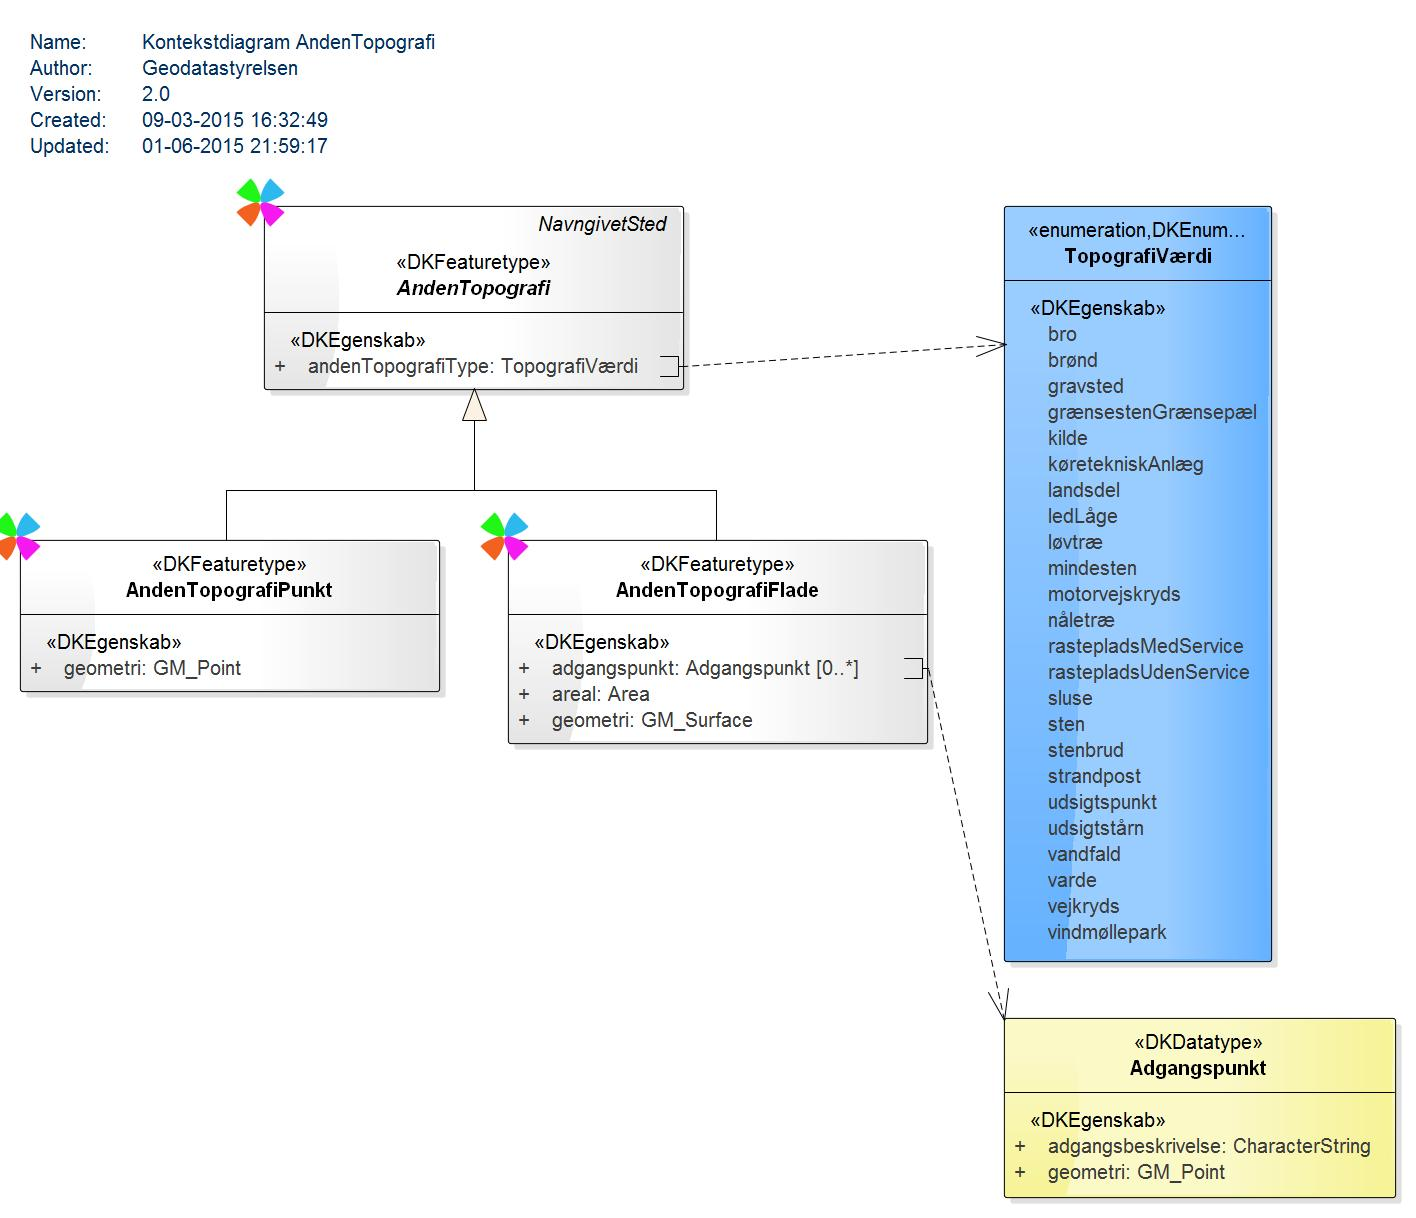 Name: Kontekstdiagram AndenTopografi
Author: Geodatastyrelsen
Version: 2.0
Created: 09-03-2015 16:32:49
Updated: 01-06-2015 21:59:17
NavngivetSted
«DKFeaturetype»
AndenTopografi
«DKEgenskab»
+ andenTopografiType: TopografiVærdi
«enumeration,DKEnum...
TopografiVærdi
«DKEgenskab»
bro
brønd
gravsted
grænsestenGrænsepæl
kilde
køretekniskAnlæg
landsdel
ledLåge
løvtræ
mindesten
motorvejskryds
nåletræ
rastepladsMedService
rastepladsUdenService
sluse
sten
stenbrud
strandpost
udsigtspunkt
udsigtstårn
vandfald
varde
vejkryds
vindmøllepark
«DKFeaturetype»
AndenTopografiPunkt
«DKEgenskab»
+ geometri: GM_Point
«DKFeaturetype»
AndenTopografiFlade
«DKEgenskab»
+ adgangspunkt: Adgangspunkt [0..*]
+ areal: Area
+ geometri: GM_Surface
«DKDatatype»
Adgangspunkt
«DKEgenskab»
+ adgangsbeskrivelse: CharacterString
+ geometri: GM_Point